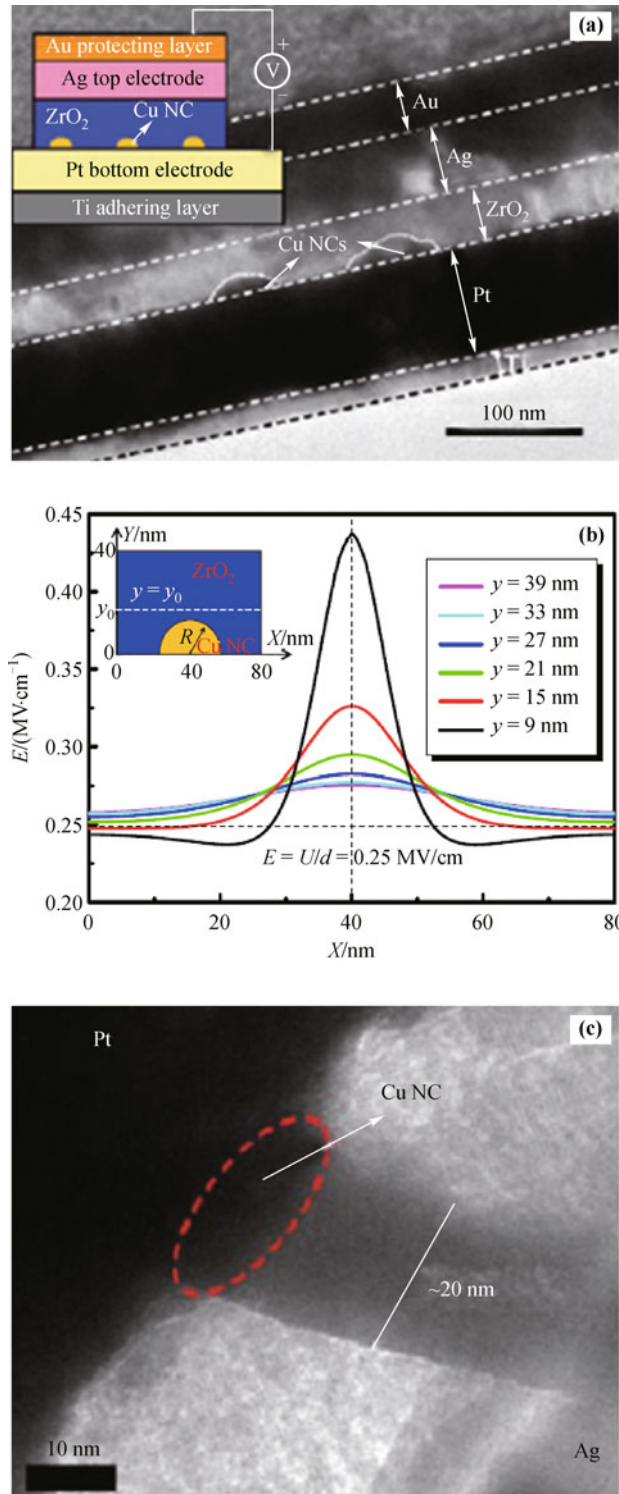 (a)
Au protecting layer
Ag top electrode
ZrO₂
Cu NC
Pt bottom electrode
Ti adhering layer
+
V
−
Au
Ag
ZrO₂
Cu NCs
Pt
Ti
100 nm
(b)
E/(MV·cm⁻¹)
0.45
0.40
0.35
0.30
0.25
0.20
Y/nm
40
ZrO₂
y = y₀
y₀
R
Cu NC
0
X/nm
0 40 80
y = 39 nm
y = 33 nm
y = 27 nm
y = 21 nm
y = 15 nm
y = 9 nm
E = U/d = 0.25 MV/cm
0 20 40 60 80
X/nm
(c)
Pt
Cu NC
~20 nm
10 nm
Ag